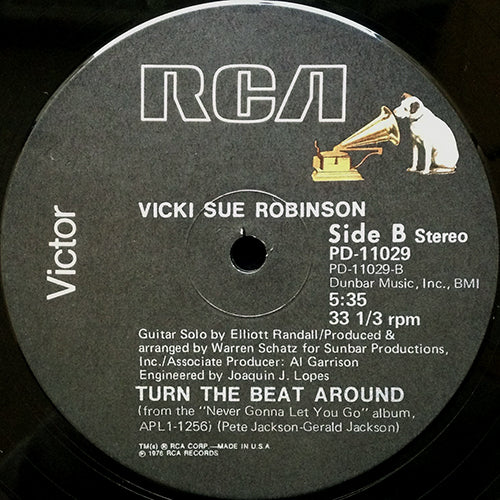 RCA
Victor
VICKI SUE ROBINSON
Side B Stereo
PD-11029
PD-11029-B
Dunbar Music, Inc., BMI
5:35
33 1/3 rpm
Guitar Solo by Elliott Randall/Produced &
arranged by Warren Schatz for Sunbar Productions,
Inc./Associate Producer: Al Garrison
Engineered by Joaquin J. Lopes
TURN THE BEAT AROUND
(from the "Never Gonna Let You Go" album,
APL1-1256) (Pete Jackson-Gerald Jackson)
TM(s) ® RCA CORP.—MADE IN U.S.A
℗ 1976 RCA RECORDS